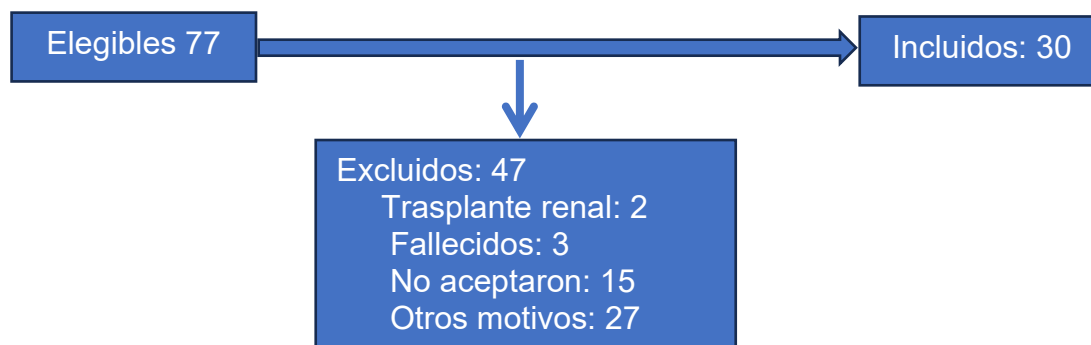 Elegibles 77
Incluidos: 30
Excluidos: 47
Trasplante renal: 2
Fallecidos: 3
No aceptaron: 15
Otros motivos: 27